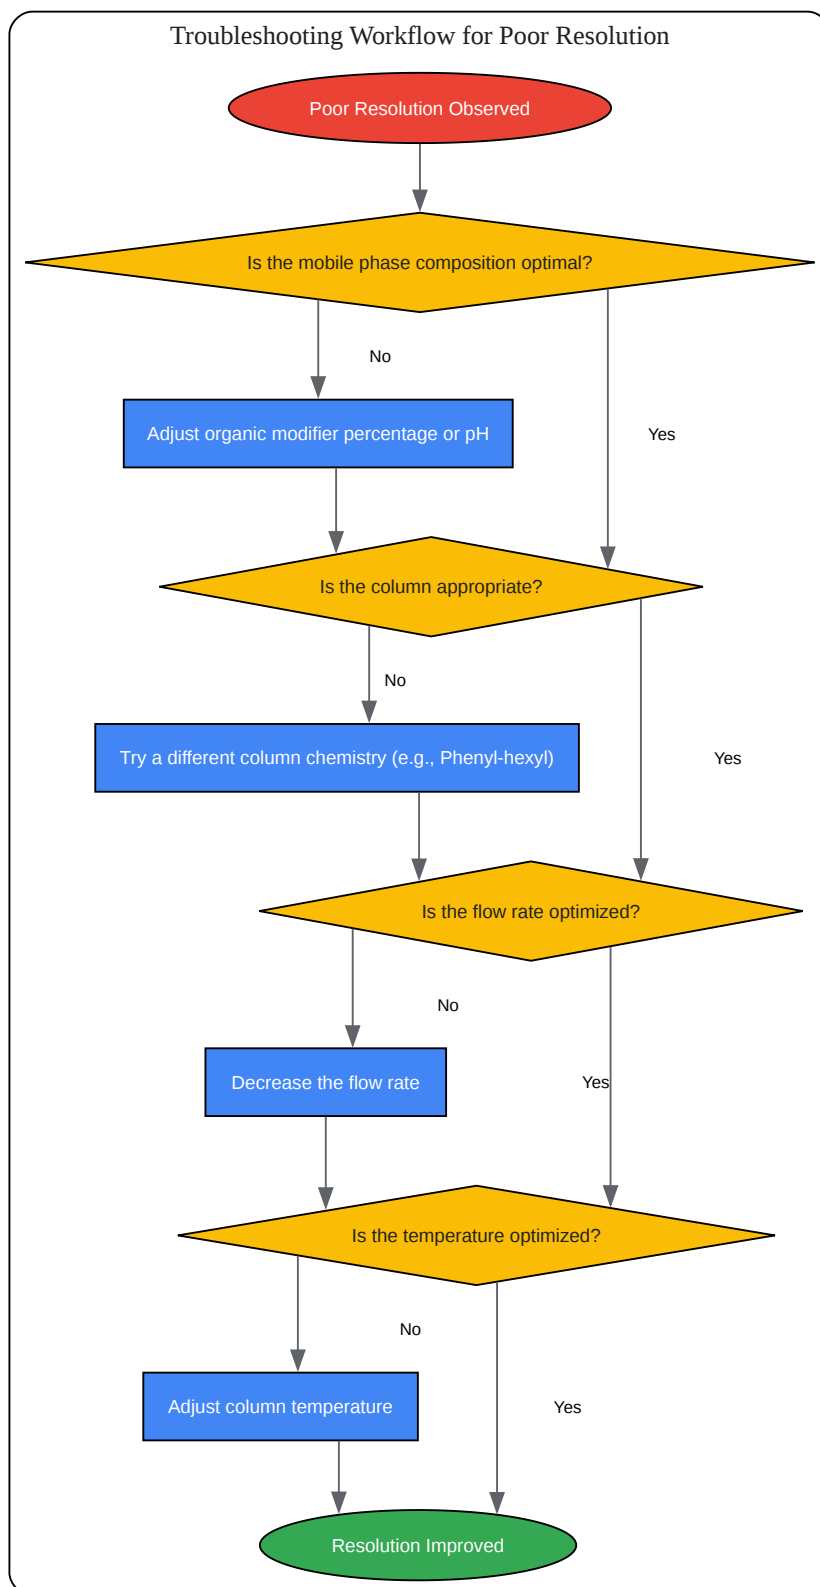 Troubleshooting Workflow for Poor Resolution
Poor Resolution Observed
Is the mobile phase composition optimal?
No
Adjust organic modifier percentage or pH
Yes
Is the column appropriate?
No
Try a different column chemistry (e.g., Phenyl-hexyl)
Yes
Is the flow rate optimized?
No
Decrease the flow rate
Yes
Is the temperature optimized?
No
Adjust column temperature
Yes
Resolution Improved